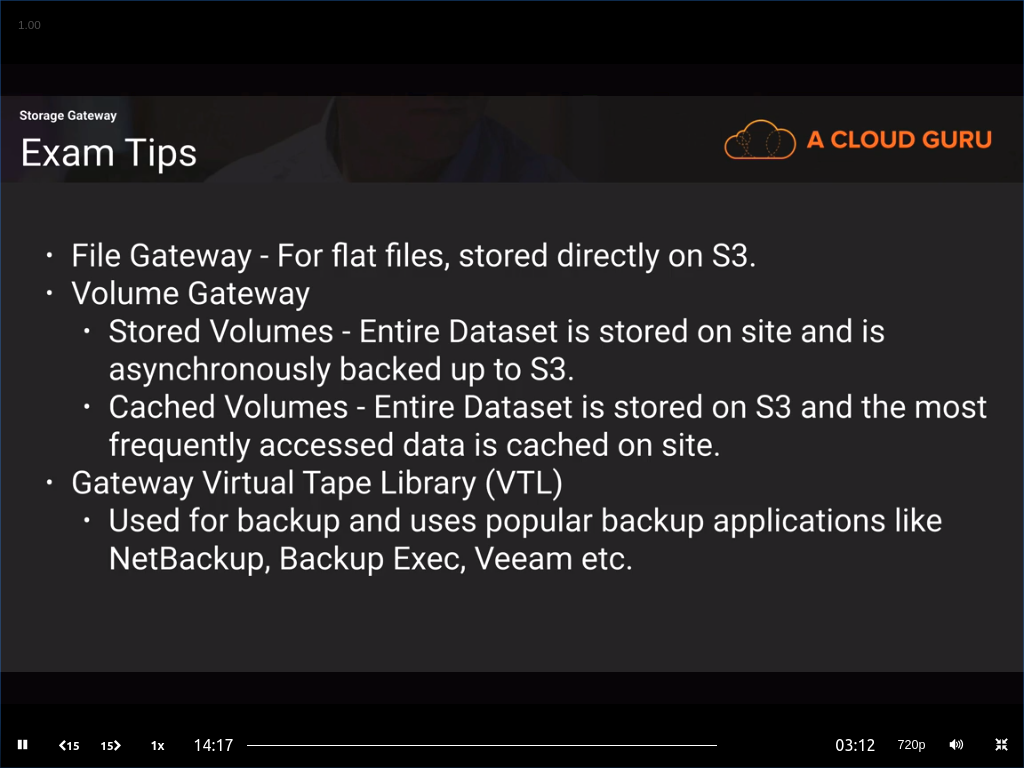 1.00
Storage Gateway
Exam Tips
A CLOUD GURU
• File Gateway - For flat files, stored directly on S3.
• Volume Gateway
• Stored Volumes - Entire Dataset is stored on site and is
asynchronously backed up to S3.
• Cached Volumes - Entire Dataset is stored on S3 and the most
frequently accessed data is cached on site.
• Gateway Virtual Tape Library (VTL)
• Used for backup and uses popular backup applications like
NetBackup, Backup Exec, Veeam etc.
15 15 1x 14:17 03:12 720p